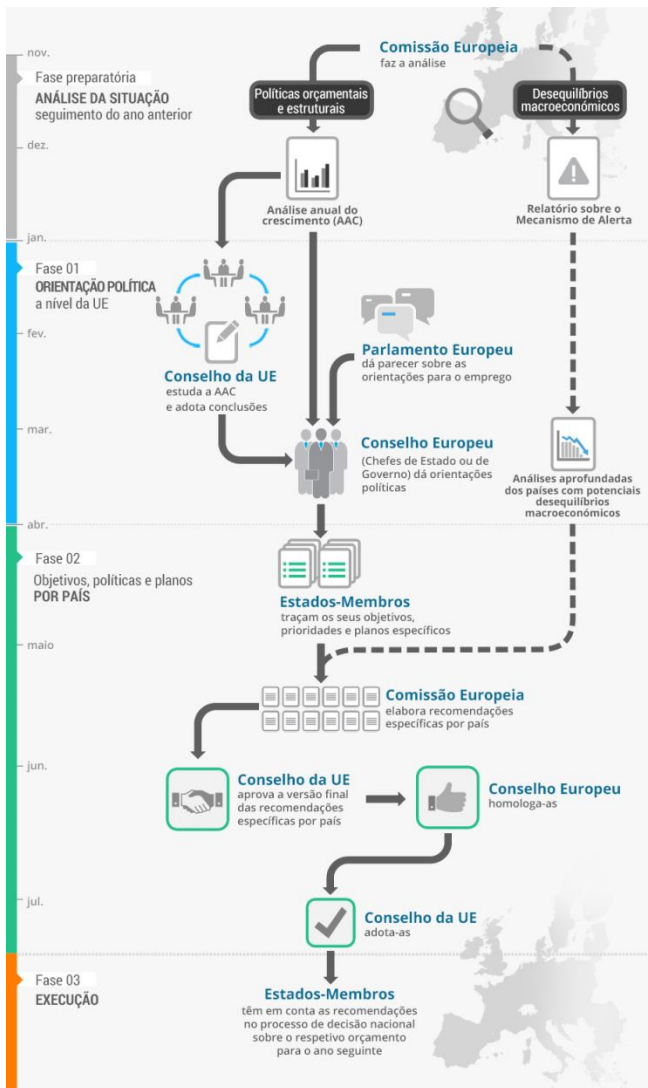 nov.
Comissão Europeia
faz a análise
Fase preparatória
ANÁLISE DA SITUAÇÃO
seguimento do ano anterior
Políticas orçamentais
e estruturais
Desequilíbrios
macroeconómicos
dez.
Análise anual do
crescimento (AAC)
Relatório sobre o
Mecanismo de Alerta
jan.
Fase 01
ORIENTAÇÃO POLÍTICA
a nível da UE
fev.
Conselho da UE
estuda a AAC
e adota conclusões
Parlamento Europeu
dá parecer sobre as
orientações para o emprego
mar.
Conselho Europeu
(Chefes de Estado ou de
Governo) dá orientações
políticas
Análises aprofundadas
dos países com potenciais
desequilíbrios
macroeconómicos
abr.
Fase 02
Objetivos, políticas e planos
POR PAÍS
Estados-Membros
traçam os seus objetivos,
prioridades e planos específicos
maio
Comissão Europeia
elabora recomendações
específicas por país
jun.
Conselho da UE
aprova a versão final
das recomendações
específicas por país
Conselho Europeu
homologa-as
jul.
Conselho da UE
adota-as
Fase 03
EXECUÇÃO
Estados-Membros
têm em conta as recomendações
no processo de decisão nacional
sobre o respetivo orçamento
para o ano seguinte